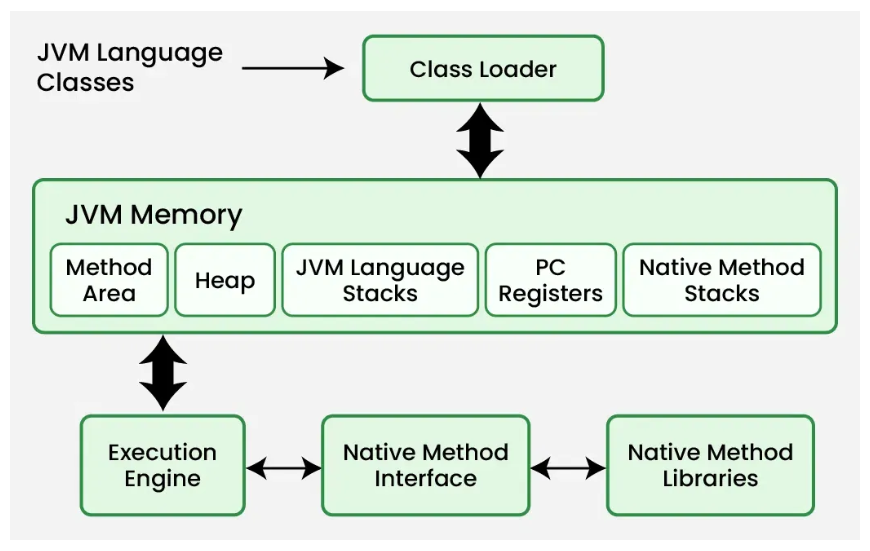 JVM Language
Classes
Class Loader
JVM Memory
Method
Area
Heap
JVM Language
Stacks
PC
Registers
Native Method
Stacks
Execution
Engine
Native Method
Interface
Native Method
Libraries